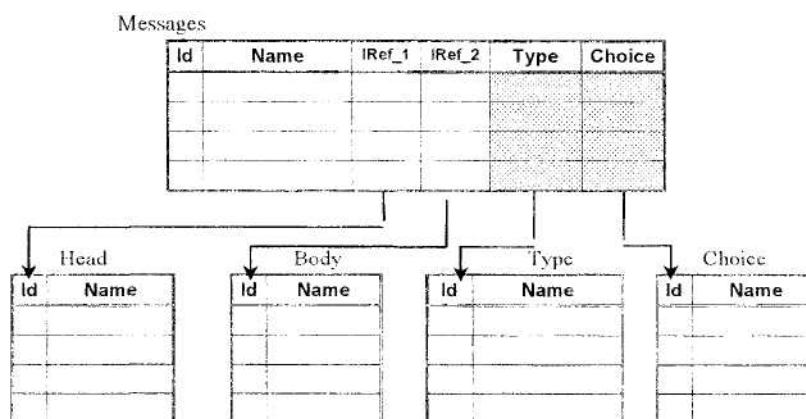 Messages
Id Name IRef_1 IRef_2 Type Choice
Head Body Type Choice
Id Name Id Name Id Name Id Name